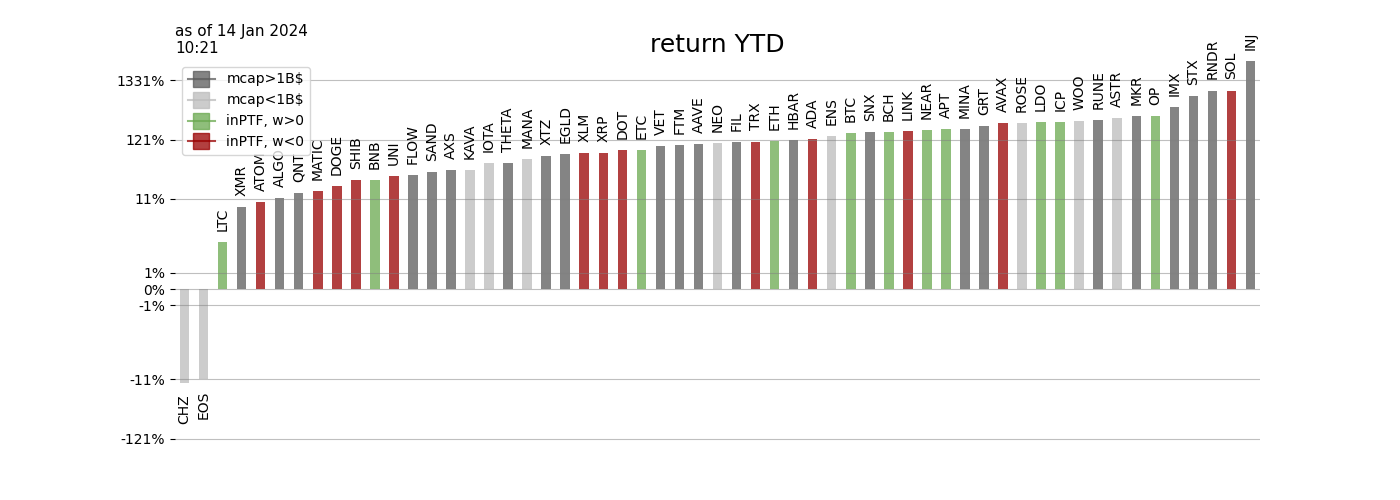 as of 14 Jan 2024
10:21
return YTD
mcap>1B$
mcap<1B$
inPTF, w>0
inPTF, w<0
1331%
121%
11%
1%
0%
-1%
-11%
-121%
CHZ
EOS
LTC
XMR
ATOM
ALGO
QNT
MATIC
DOGE
SHIB
BNB
UNI
FLOW
SAND
AXS
KAVA
IOTA
THETA
MANA
XTZ
EGLD
XLM
XRP
DOT
ETC
VET
FTM
AAVE
NEO
FIL
TRX
ETH
HBAR
ADA
ENS
BTC
SNX
BCH
LINK
NEAR
APT
MINA
GRT
AVAX
ROSE
LDO
ICP
WOO
RUNE
ASTR
MKR
OP
IMX
STX
RNDR
SOL
INJ